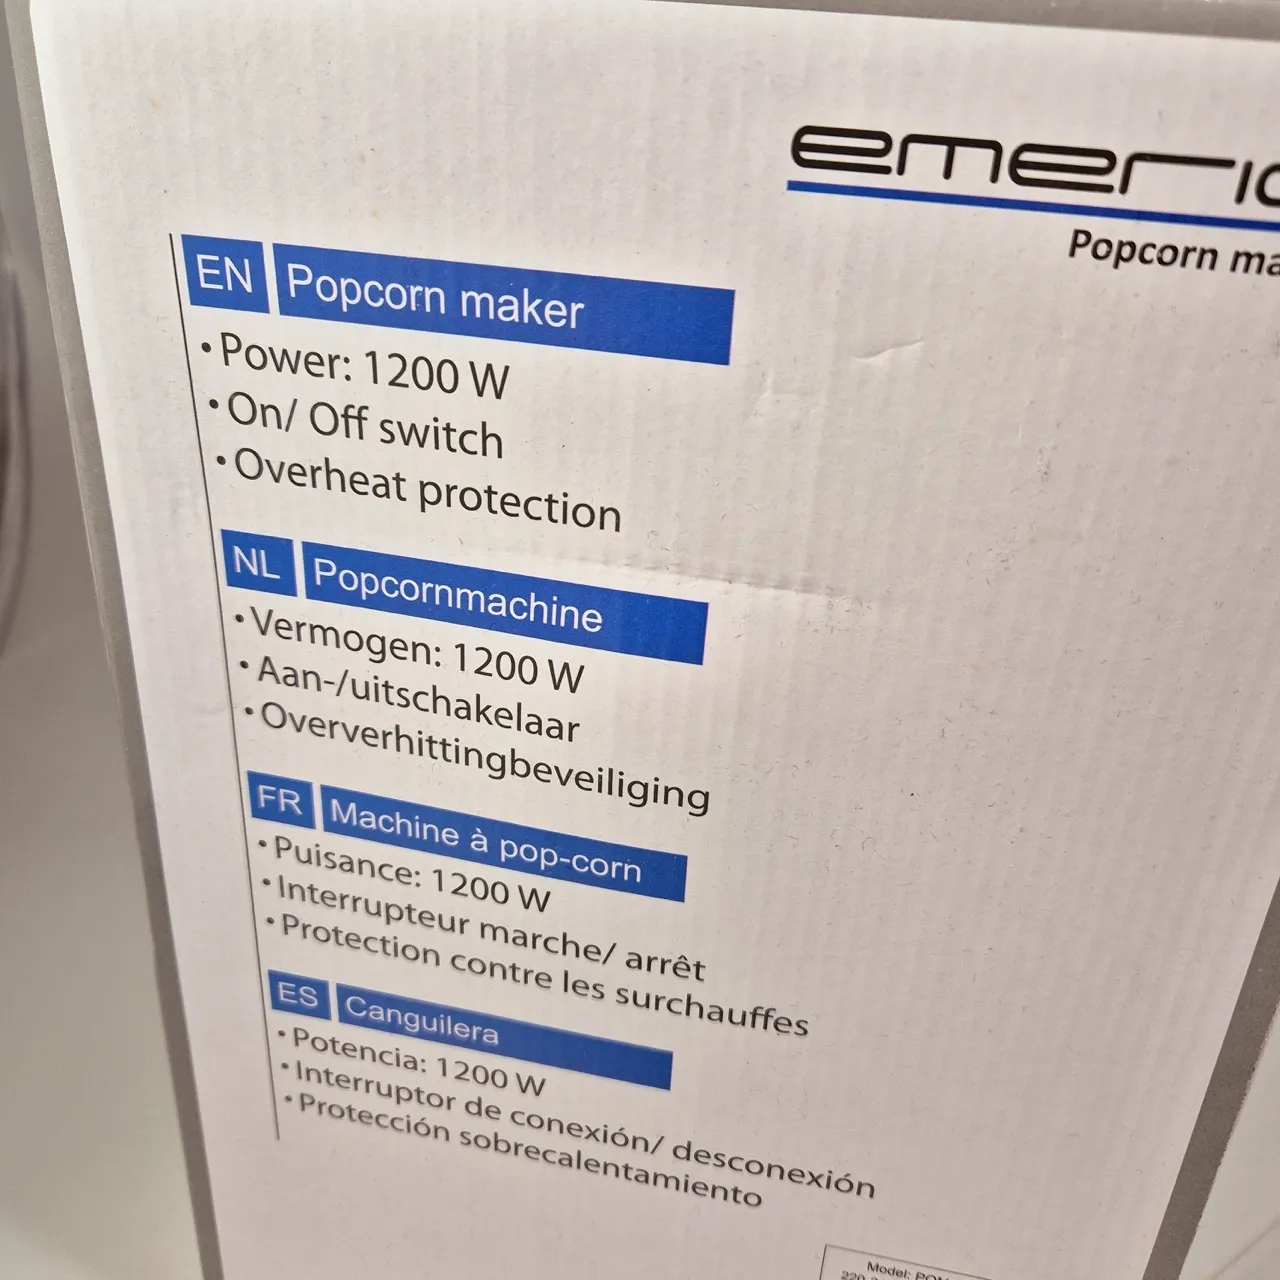 Popcorn
EN Popcorn maker
• Power: 1200 W
• On/ Off switch
• Overheat protection
NL Popcornmachine
• Vermogen: 1200 W
• Aan-/uitschakelaar
• Oververhittingbeveiliging
FR Machine à pop-corn
• Puisance: 1200 W
• Interrupteur marche/ arrêt
• Protection contre les surchauffes
ES Canguilera
• Potencia: 1200 W
• Interruptor de conexión/ desconexión
• Protección sobrecalentamiento
Model: